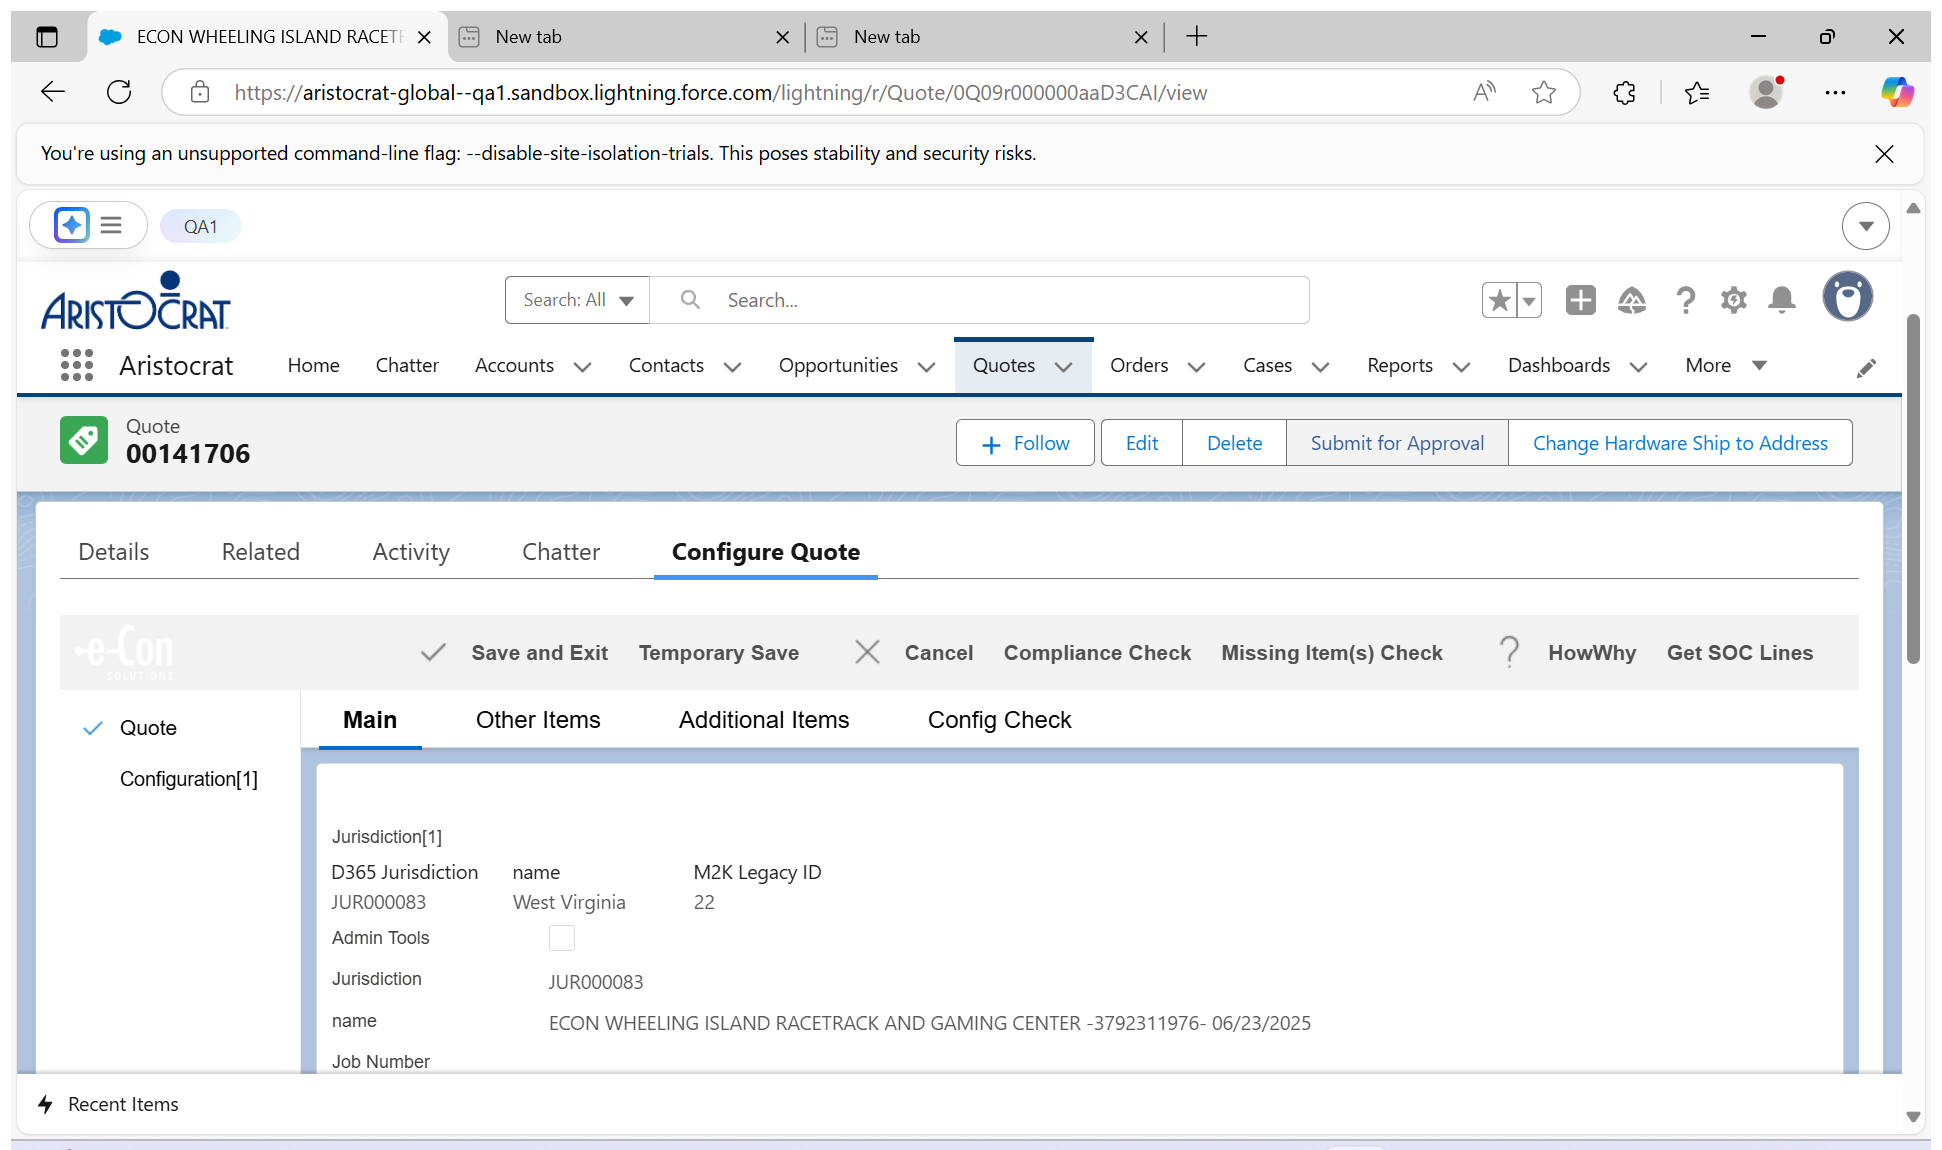 ECON WHEELING ISLAND RACETR
New tab
New tab
https://aristocrat-global--qa1.sandbox.lightning.force.com/lightning/r/Quote/0Q09r000000aaD3CAI/view
You're using an unsupported command-line flag: --disable-site-isolation-trials. This poses stability and security risks.
QA1
ARISTOCRAT
Search: All
Search...
Aristocrat
Home
Chatter
Accounts
Contacts
Opportunities
Quotes
Orders
Cases
Reports
Dashboards
More
Quote
00141706
Follow
Edit
Delete
Submit for Approval
Change Hardware Ship to Address
Details
Related
Activity
Chatter
Configure Quote
e-Con
SOLUTIONS
Save and Exit
Temporary Save
Cancel
Compliance Check
Missing Item(s) Check
HowWhy
Get SOC Lines
Quote
Configuration[1]
Main
Other Items
Additional Items
Config Check
Jurisdiction[1]
D365 Jurisdiction name M2K Legacy ID
JUR000083 West Virginia 22
Admin Tools
Jurisdiction JUR000083
name ECON WHEELING ISLAND RACETRACK AND GAMING CENTER -3792311976- 06/23/2025
Job Number
Recent Items